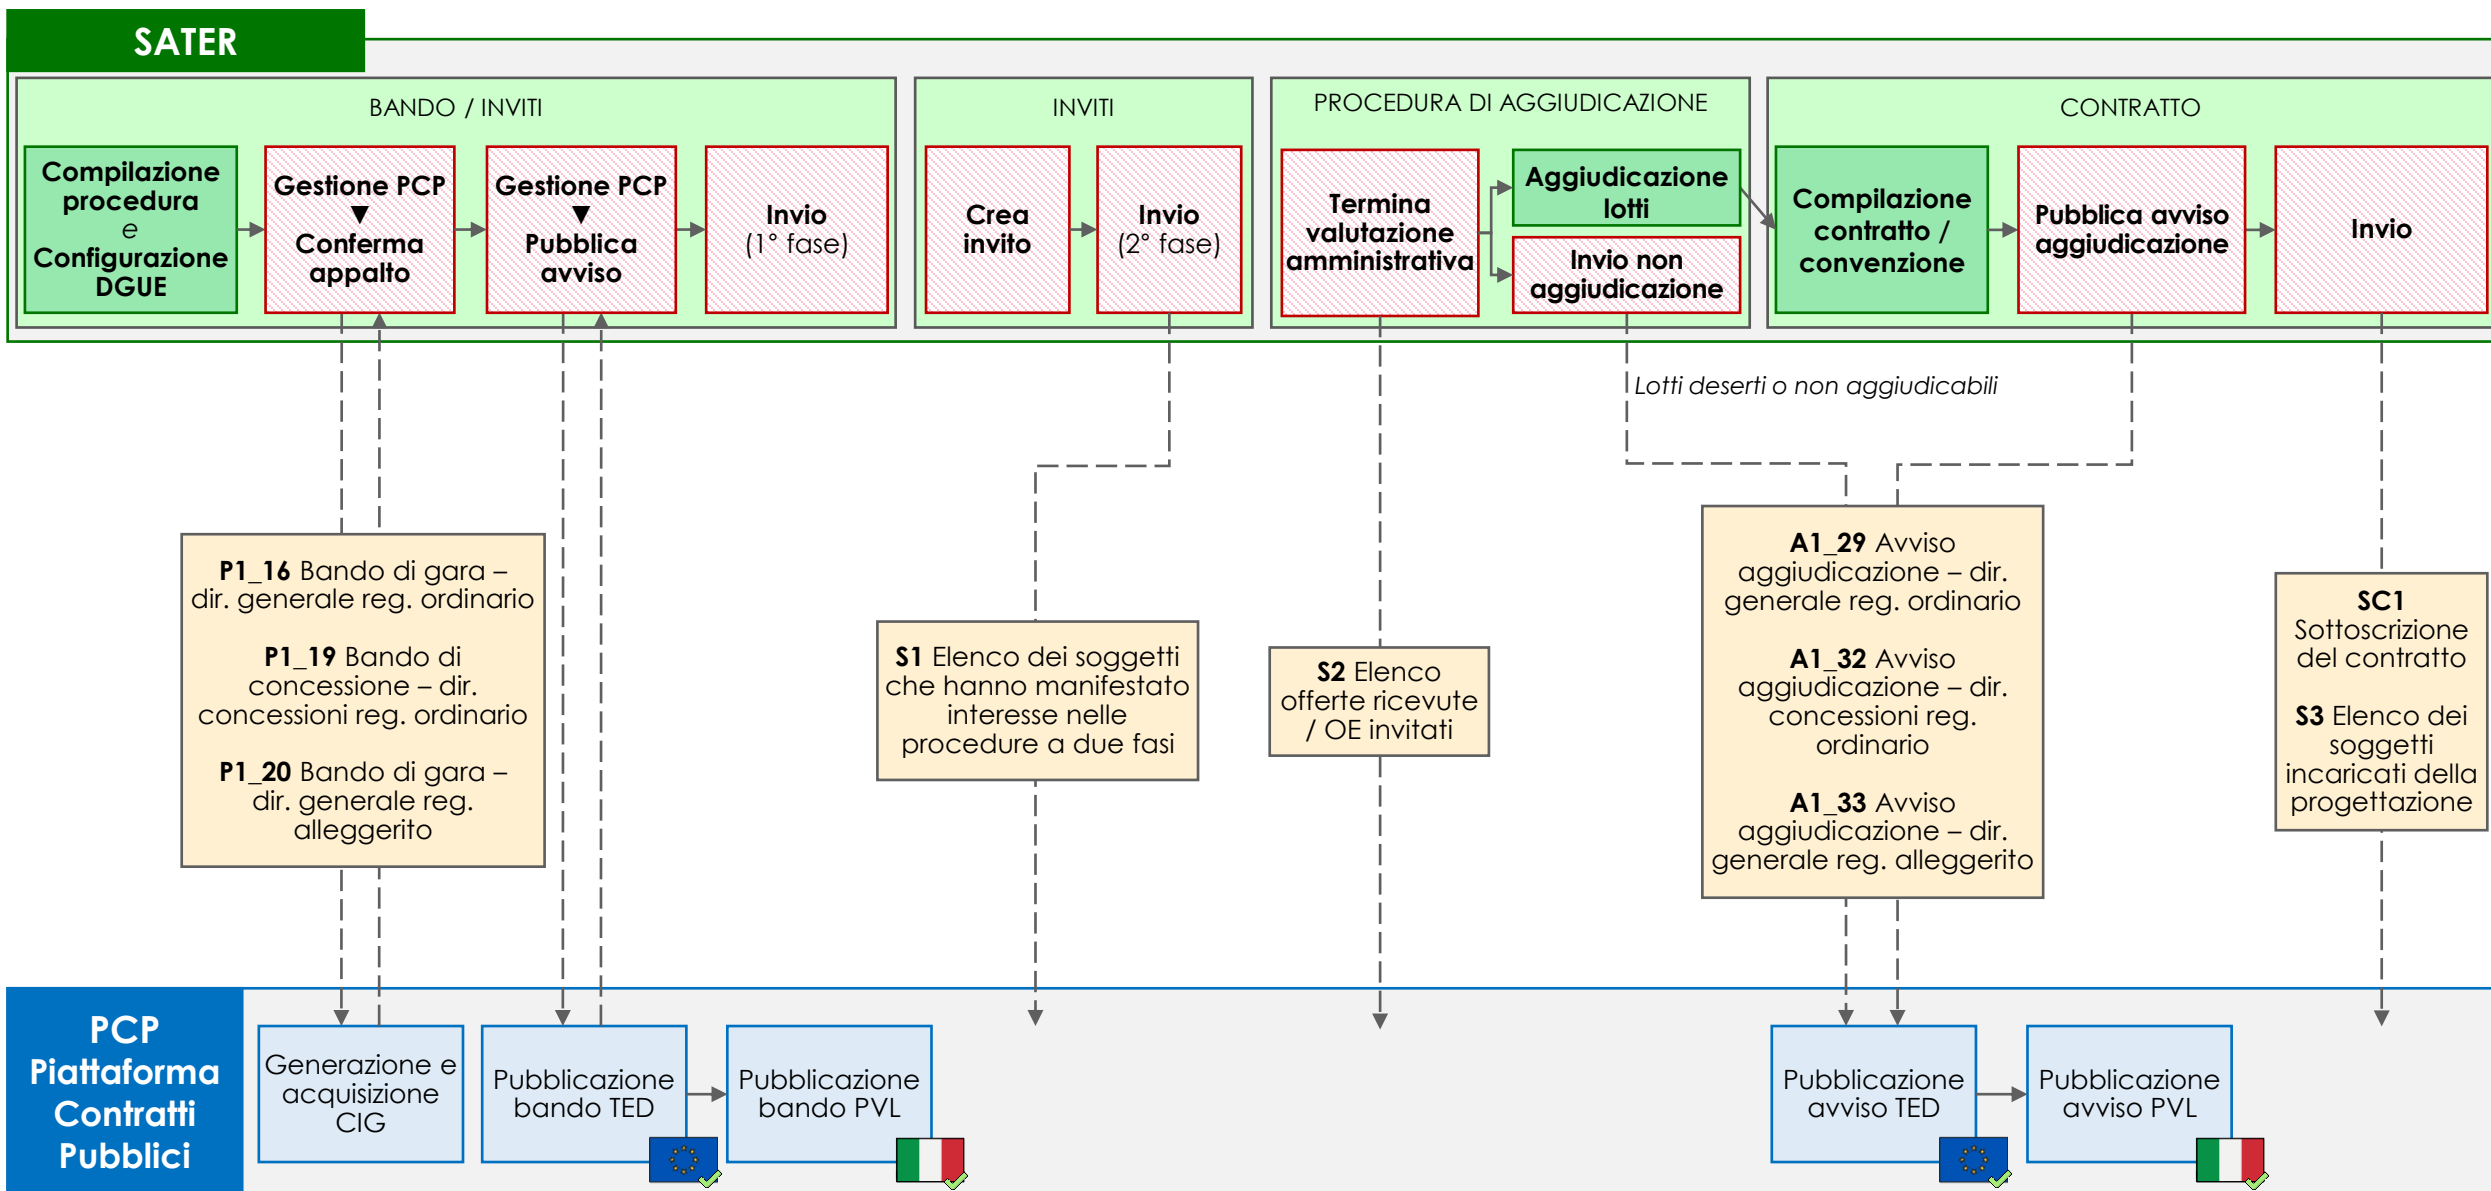 SATER
BANDO / INVITI
Compilazione
procedura
e
Configurazione
DGUE
Gestione PCP
▼
Conferma
appalto
Gestione PCP
▼
Pubblica
avviso
Invio
(1° fase)
INVITI
Crea
invito
Invio
(2° fase)
PROCEDURA DI AGGIUDICAZIONE
Termina
valutazione
amministrativa
Aggiudicazione
lotti
Invio non
aggiudicazione
CONTRATTO
Compilazione
contratto /
convenzione
Pubblica avviso
aggiudicazione
Invio
Lotti deserti o non aggiudicabili
P1_16 Bando di gara –
dir. generale reg. ordinario
P1_19 Bando di
concessione – dir.
concessioni reg. ordinario
P1_20 Bando di gara –
dir. generale reg.
alleggerito
S1 Elenco dei soggetti
che hanno manifestato
interesse nelle
procedure a due fasi
S2 Elenco
offerte ricevute
/ OE invitati
A1_29 Avviso
aggiudicazione – dir.
generale reg. ordinario
A1_32 Avviso
aggiudicazione – dir.
concessioni reg.
ordinario
A1_33 Avviso
aggiudicazione – dir.
generale reg. alleggerito
SC1
Sottoscrizione
del contratto
S3 Elenco dei
soggetti
incaricati della
progettazione
PCP
Piattaforma
Contratti
Pubblici
Generazione e
acquisizione
CIG
Pubblicazione
bando TED
Pubblicazione
bando PVL
Pubblicazione
avviso TED
Pubblicazione
avviso PVL